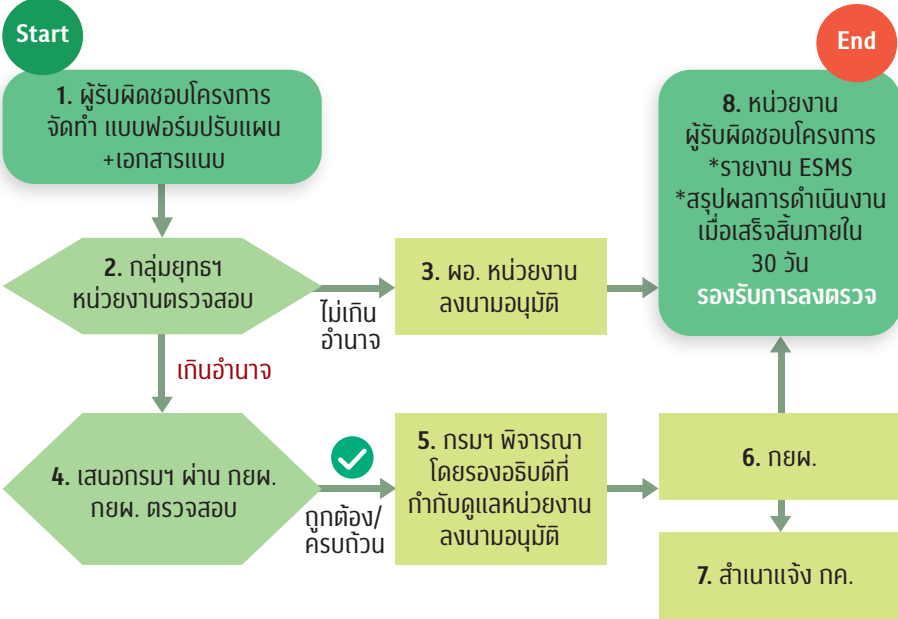 Start
1. ผู้รับผิดชอบโครงการ
จัดทำ แบบฟอร์มปรับแผน
+เอกสารแนบ
2. กลุ่มยุทธฯ
หน่วยงานตรวจสอบ
ไม่เกิน
อำนาจ
3. ผอ. หน่วยงาน
ลงนามอนุมัติ
เกินอำนาจ
4. เสนอกรมฯ ผ่าน กยผ.
กยผ. ตรวจสอบ
ถูกต้อง/
ครบถ้วน
5. กรมฯ พิจารณา
โดยรองอธิบดีที่
กำกับดูแลหน่วยงาน
ลงนามอนุมัติ
6. กยผ.
7. สำเนาแจ้ง กค.
End
8. หน่วยงาน
ผู้รับผิดชอบโครงการ
*รายงาน ESMS
*สรุปผลการดำเนินงาน
เมื่อเสร็จสิ้นภายใน
30 วัน
รองรับการลงตรวจ